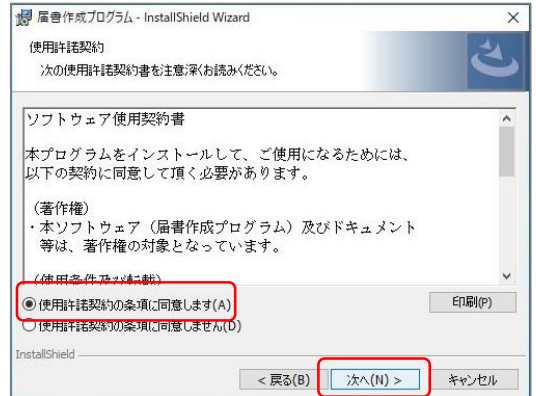 届書作成プログラム - InstallShield Wizard
使用許諾契約
次の使用許諾契約書を注意深くお読みください。
ソフトウェア使用契約書
本プログラムをインストールして、ご使用になるためには、
以下の契約に同意して頂く必要があります。
（著作権）
・本ソフトウェア（届書作成プログラム）及びドキュメント
等は、著作権の対象となっています。
（使用条件及び転載）
使用許諾契約の条項に同意します(A)
印刷(P)
使用許諾契約の条項に同意しません(D)
InstallShield
< 戻る(B)
次へ(N) >
キャンセル